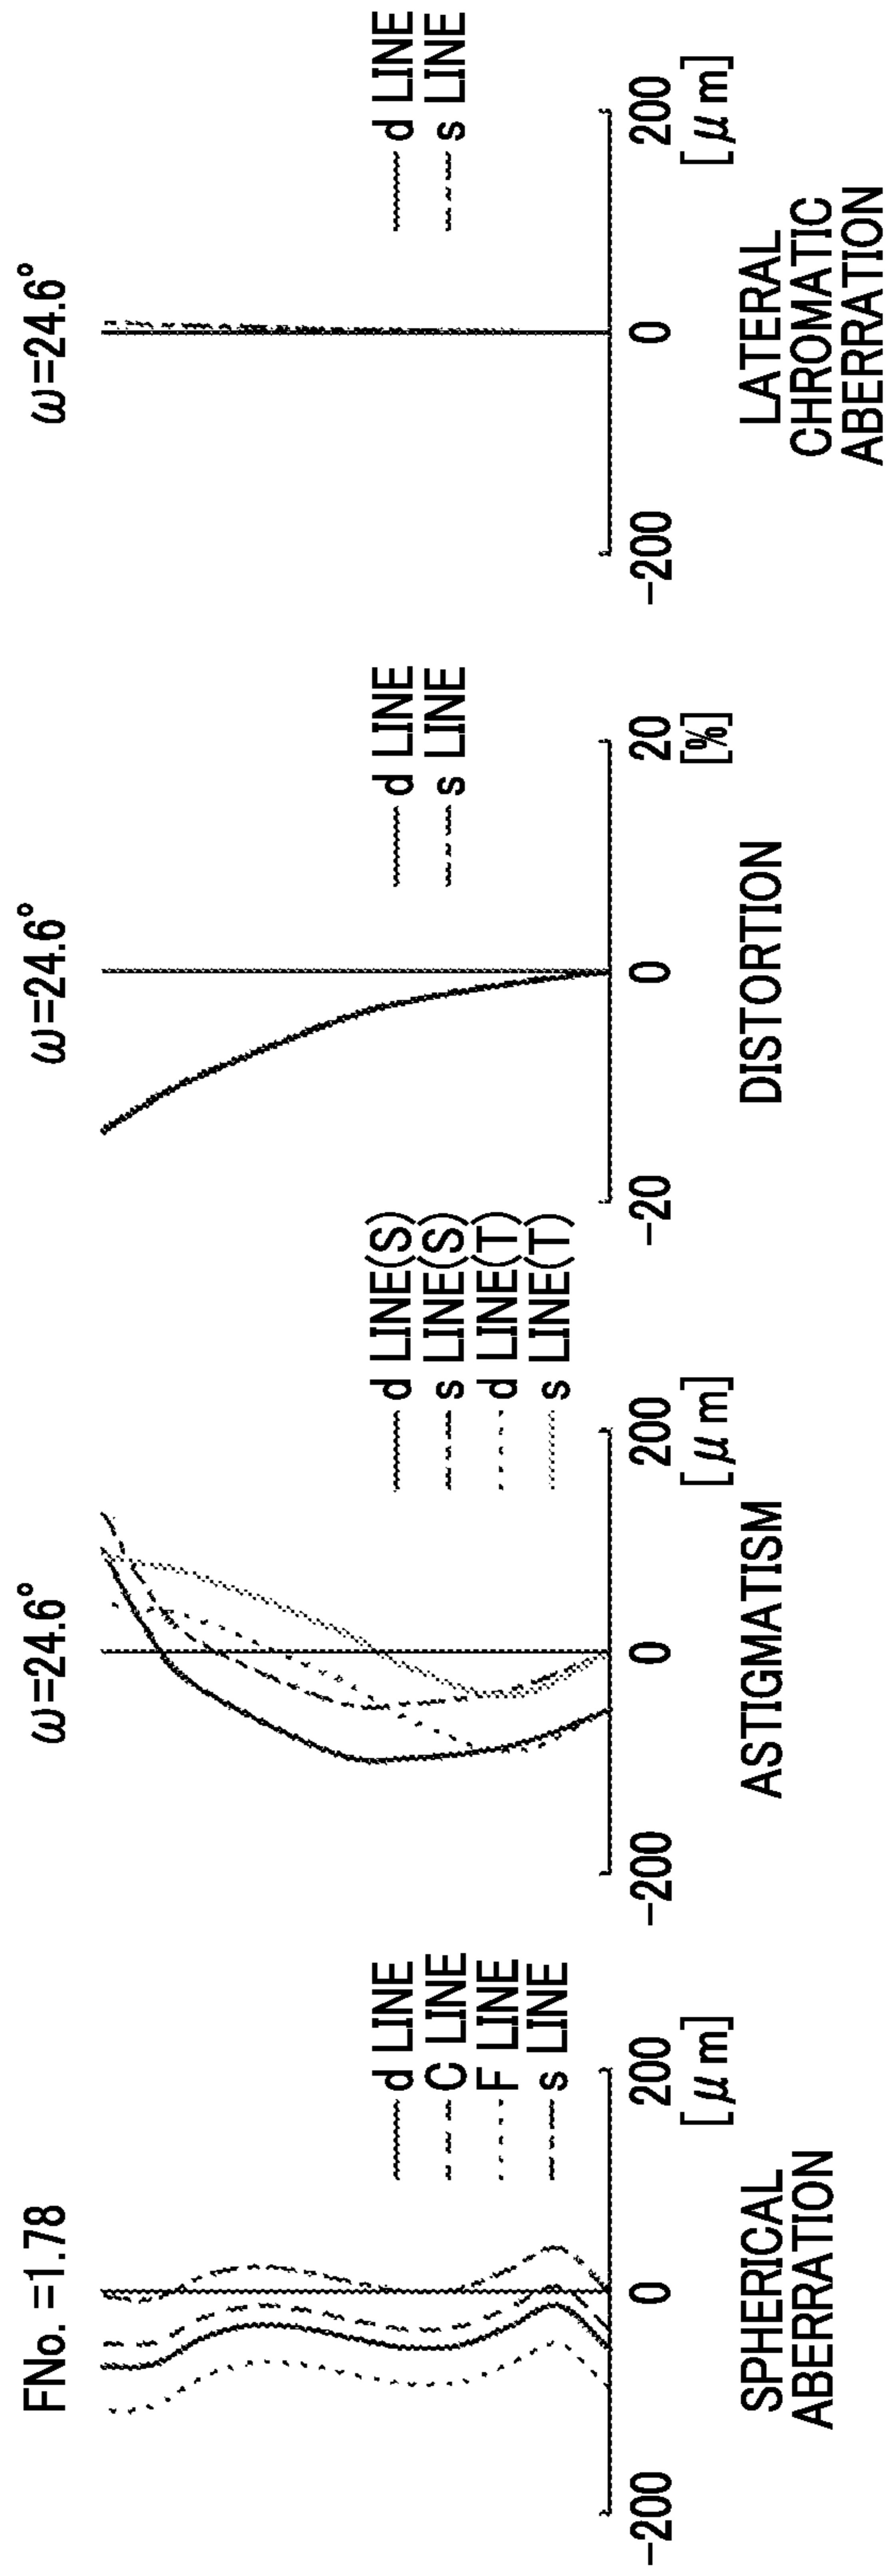 FNo. =1.78
d LINE
C LINE
F LINE
s LINE
-200
0
200
[μm]
SPHERICAL
ABERRATION
ω=24.6°
d LINE(S)
s LINE(S)
d LINE(T)
s LINE(T)
-200
0
200
[μm]
ASTIGMATISM
ω=24.6°
d LINE
s LINE
-20
0
20
[%]
DISTORTION
ω=24.6°
d LINE
s LINE
-200
0
200
[μm]
LATERAL
CHROMATIC
ABERRATION